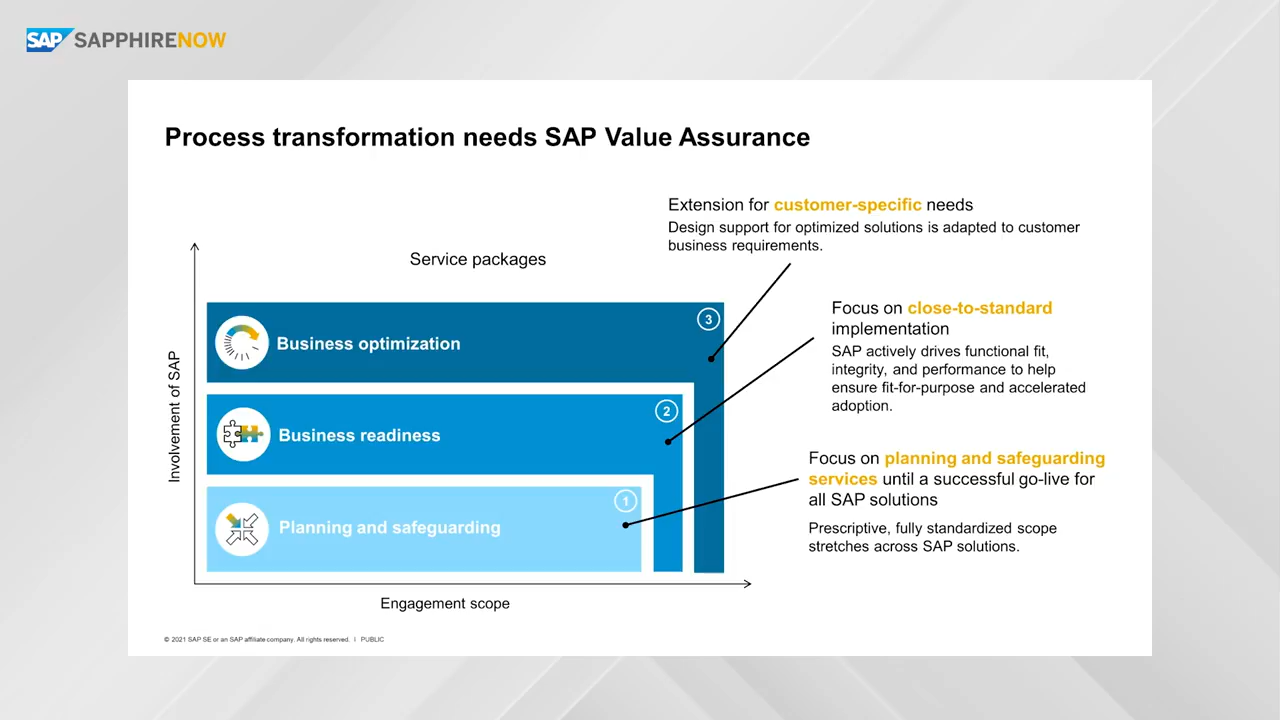 SAP SAPPHIRENOW
Process transformation needs SAP Value Assurance
Extension for customer-specific needs
Design support for optimized solutions is adapted to customer
business requirements.
Service packages
3
Business optimization
Focus on close-to-standard
implementation
SAP actively drives functional fit,
integrity, and performance to help
ensure fit-for-purpose and accelerated
adoption.
2
Business readiness
Focus on planning and safeguarding
services until a successful go-live for
all SAP solutions
Prescriptive, fully standardized scope
stretches across SAP solutions.
1
Planning and safeguarding
Involvement of SAP
Engagement scope
© 2021 SAP SE or an SAP affiliate company. All rights reserved. ǀ PUBLIC